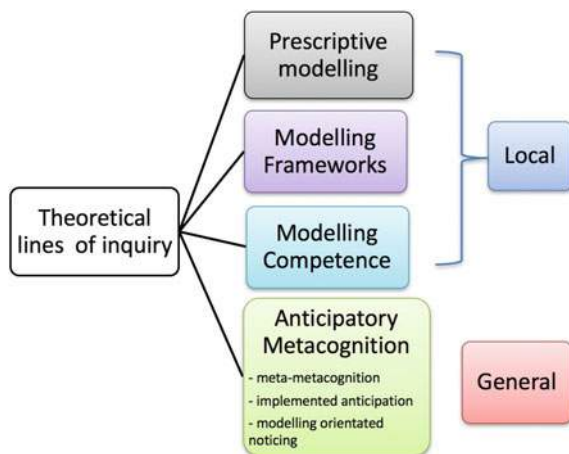 Prescriptive
modelling
Modelling
Frameworks
Local
Theoretical
lines of inquiry
Modelling
Competence
Anticipatory
Metacognition
- meta-metacognition
- implemented anticipation
- modelling orientated
noticing
General